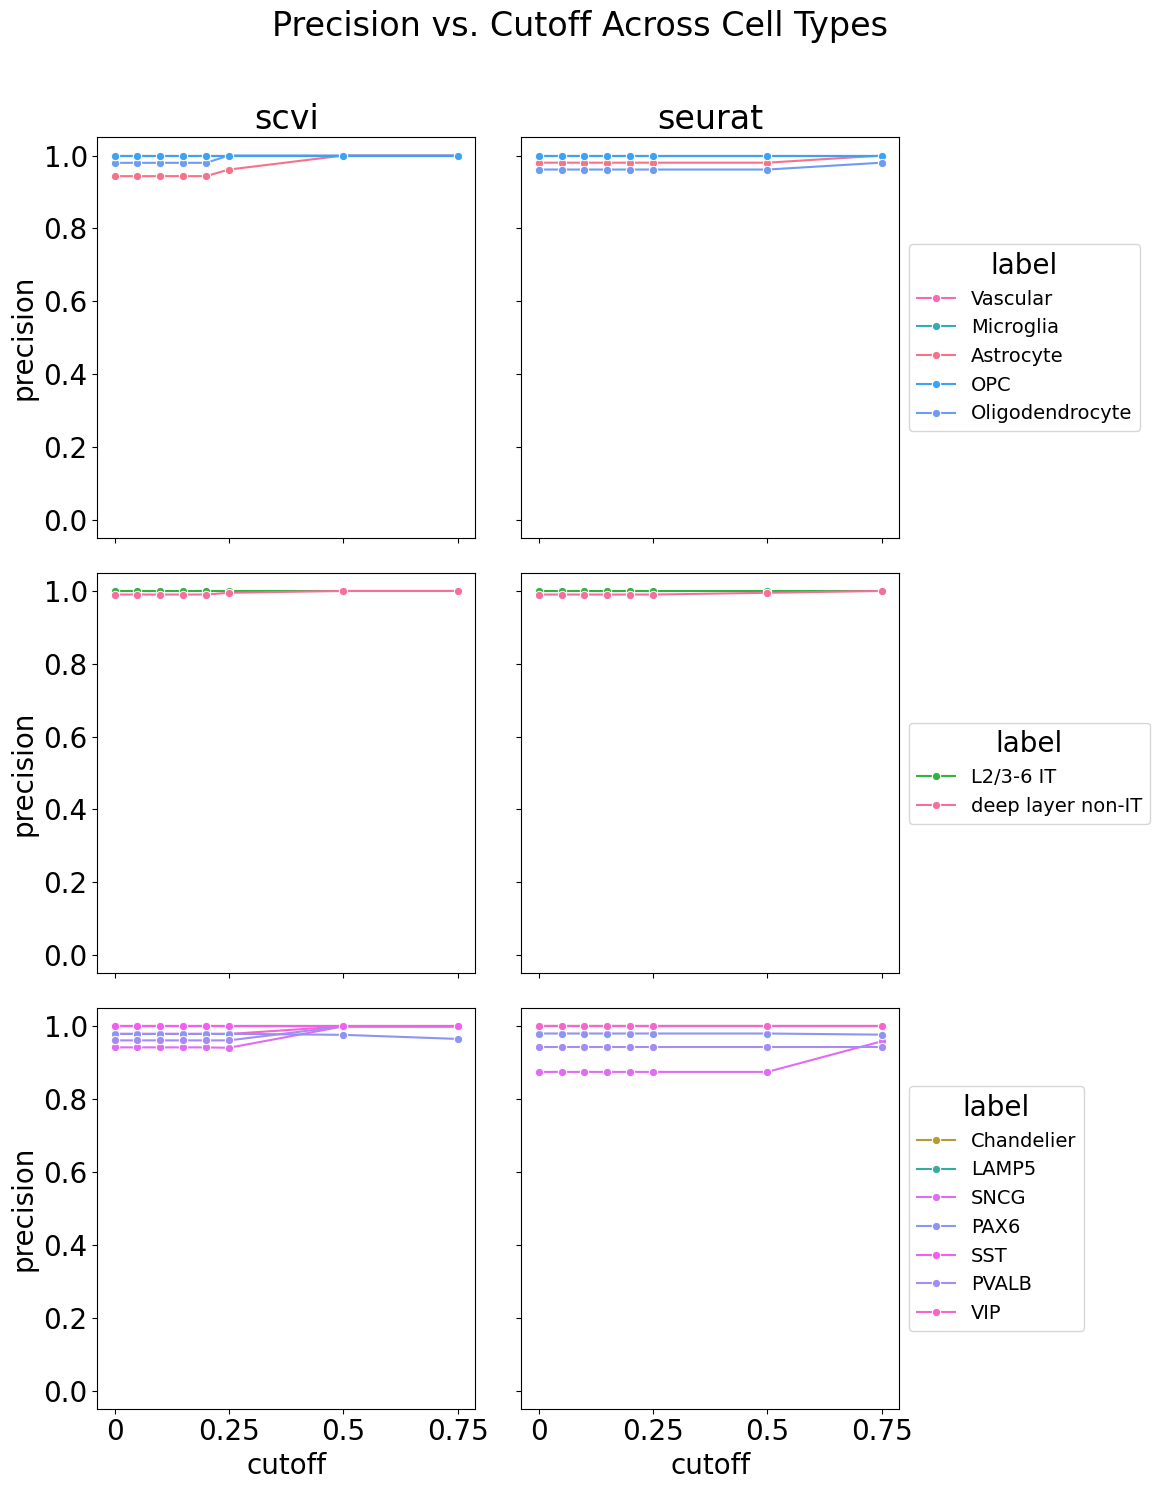 Precision vs. Cutoff Across Cell Types
scvi
seurat
precision
1.0
0.8
0.6
0.4
0.2
0.0
label
Vascular
Microglia
Astrocyte
OPC
Oligodendrocyte
precision
1.0
0.8
0.6
0.4
0.2
0.0
label
L2/3-6 IT
deep layer non-IT
precision
1.0
0.8
0.6
0.4
0.2
0.0
label
Chandelier
LAMP5
SNCG
PAX6
SST
PVALB
VIP
0 0.25 0.5 0.75
cutoff
0 0.25 0.5 0.75
cutoff